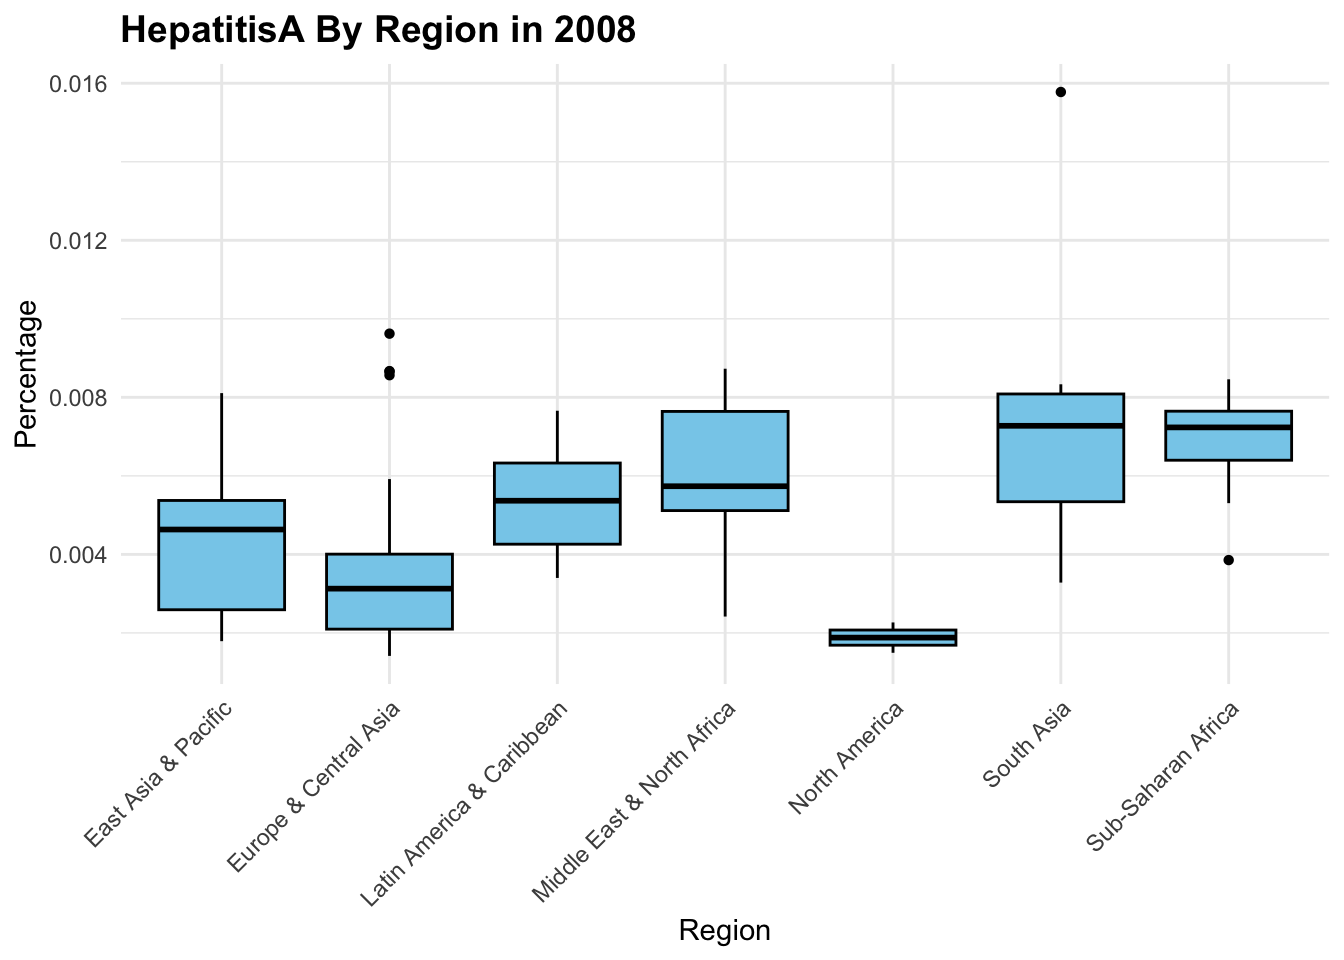 HepatitisA By Region in 2008
Percentage
0.016
0.012
0.008
0.004
East Asia & Pacific
Europe & Central Asia
Latin America & Caribbean
Middle East & North Africa
North America
South Asia
Sub-Saharan Africa
Region